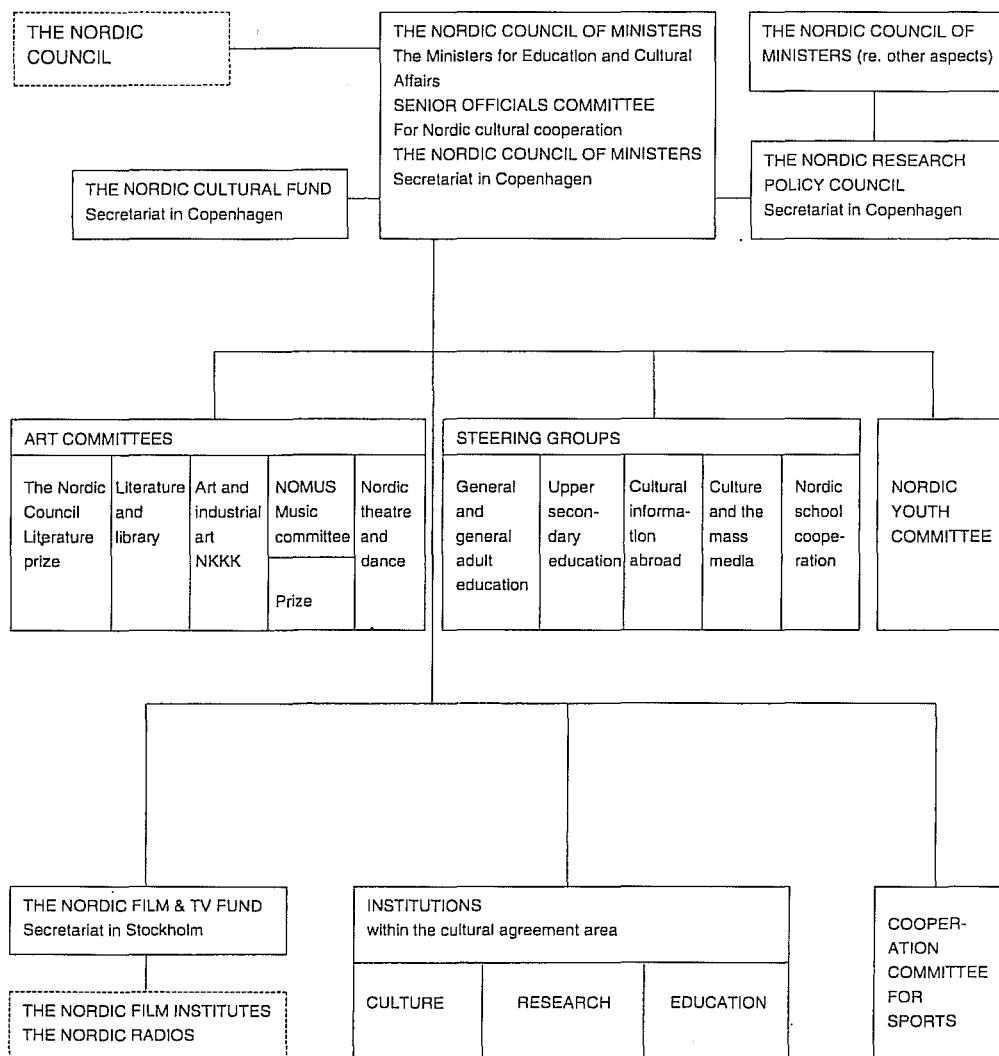 THE NORDIC
COUNCIL
THE NORDIC COUNCIL OF MINISTERS
The Ministers for Education and Cultural
Affairs
SENIOR OFFICIALS COMMITTEE
For Nordic cultural cooperation
THE NORDIC COUNCIL OF MINISTERS
Secretariat in Copenhagen
THE NORDIC COUNCIL OF
MINISTERS (re. other aspects)
THE NORDIC CULTURAL FUND
Secretariat in Copenhagen
THE NORDIC RESEARCH
POLICY COUNCIL
Secretariat in Copenhagen
ART COMMITTEES
The Nordic
Council
Literature
prize
Literature
and
library
Art and
industrial
art
NKKK
NOMUS
Music
committee
Prize
Nordic
theatre
and
dance
STEERING GROUPS
General
and
general
adult
education
Upper
secon-
dary
education
Cultural
informa-
tion
abroad
Culture
and the
mass
media
Nordic
school
coope-
ration
NORDIC
YOUTH
COMMITTEE
THE NORDIC FILM & TV FUND
Secretariat in Stockholm
THE NORDIC FILM INSTITUTES
THE NORDIC RADIOS
INSTITUTIONS
within the cultural agreement area
CULTURE
RESEARCH
EDUCATION
COOPER-
ATION
COMMITTEE
FOR
SPORTS